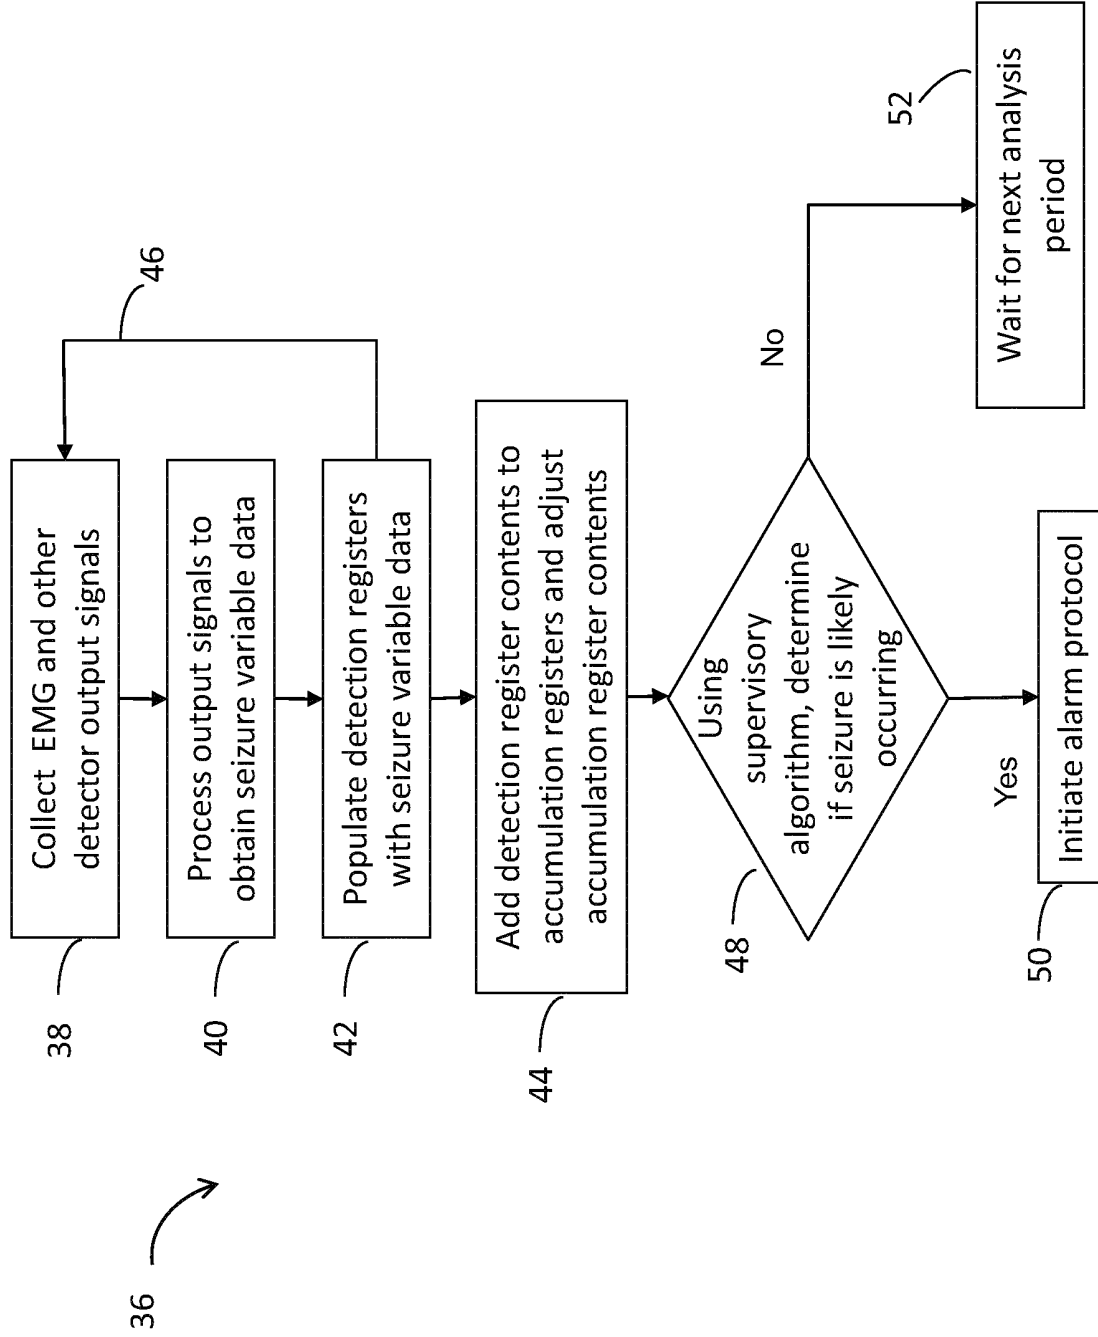 36
38
Collect EMG and other
detector output signals
40
Process output signals to
obtain seizure variable data
42
Populate detection registers
with seizure variable data
46
44
Add detection register contents to
accumulation registers and adjust
accumulation register contents
48
Using
supervisory
algorithm, determine
if seizure is likely
occurring
No
Yes
50
Initiate alarm protocol
52
Wait for next analysis
period